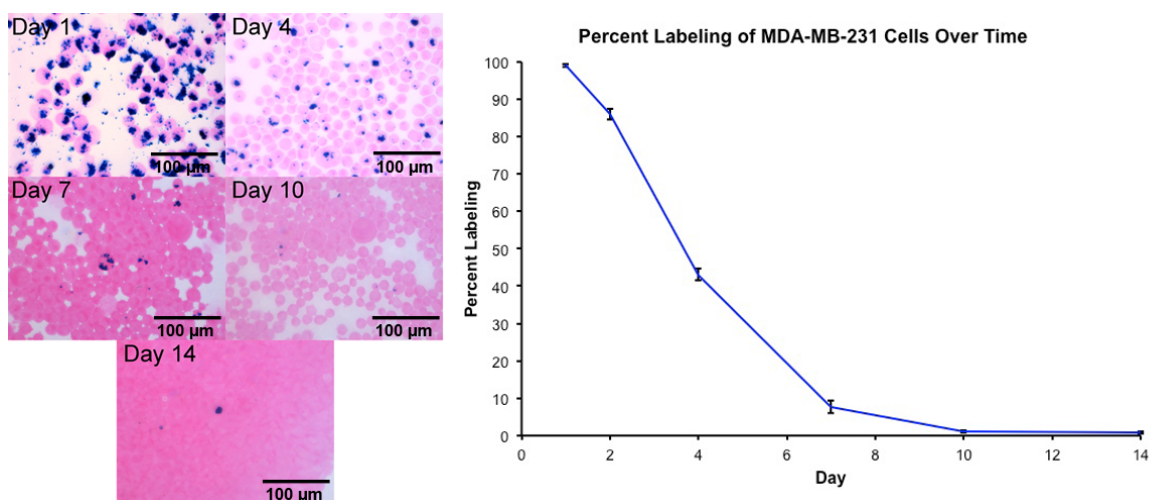 Day 1
Day 4
100 µm
100 µm
Day 7
Day 10
100 µm
100 µm
Day 14
100 µm
Percent Labeling of MDA-MB-231 Cells Over Time
Percent Labeling
100
90
80
70
60
50
40
30
20
10
0
0 2 4 6 8 10 12 14
Day